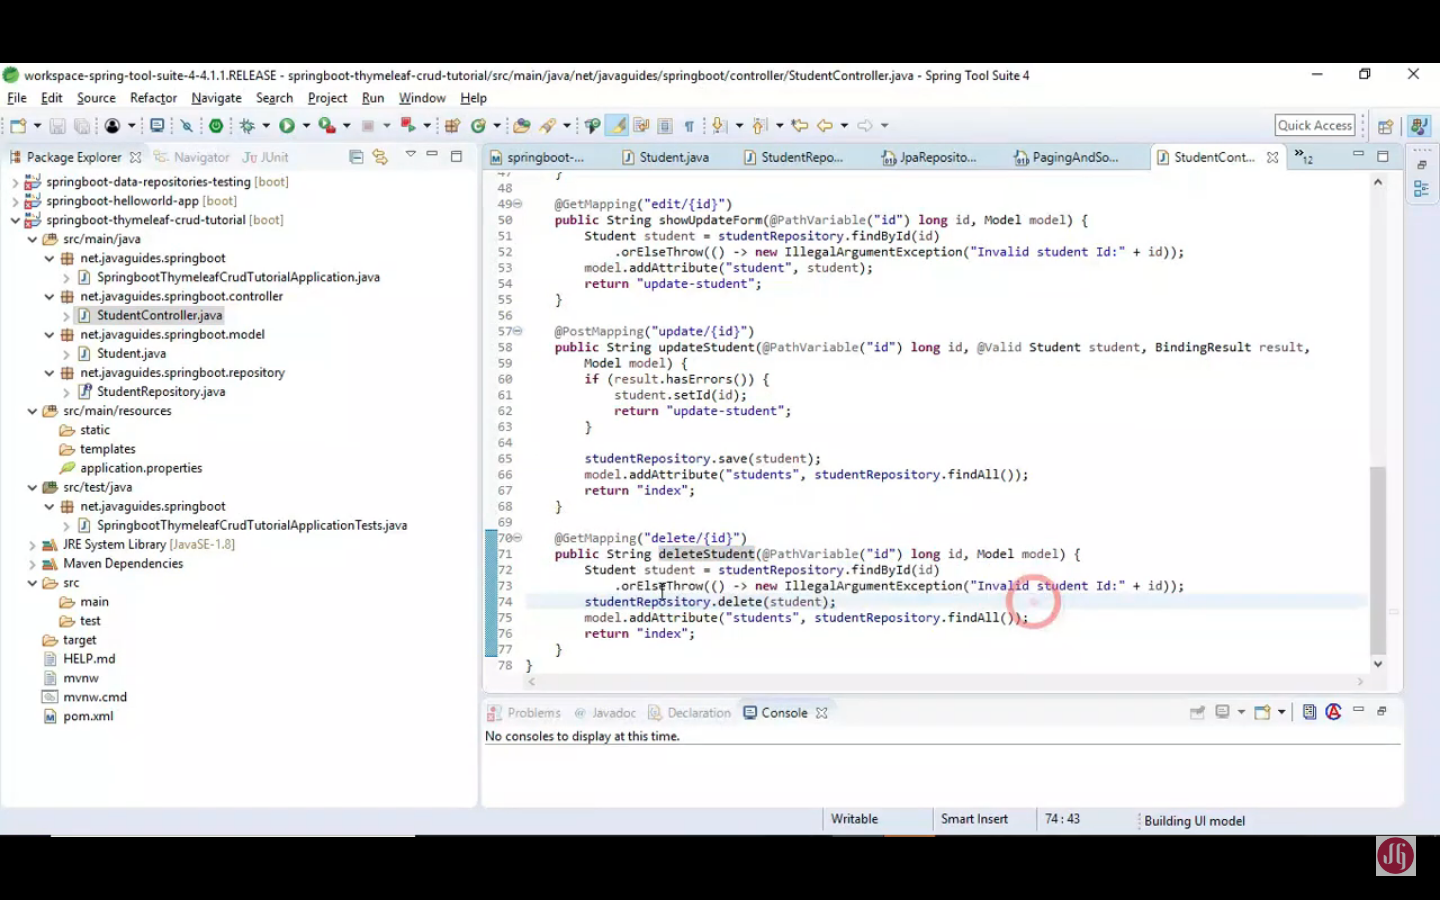 workspace-spring-tool-suite-4-4.1.1.RELEASE - springboot-thymeleaf-crud-tutorial/src/main/java/net/javaguides/springboot/controller/StudentController.java - Spring Tool Suite 4
File Edit Source Refactor Navigate Search Project Run Window Help
Quick Access
Package Explorer Navigator JUnit
springboot-... Student.java StudentRepo... JpaReposito... PagingAndSo... StudentCont... 12
springboot-data-repositories-testing [boot]
springboot-helloworld-app [boot]
springboot-thymeleaf-crud-tutorial [boot]
src/main/java
net.javaguides.springboot
SpringbootThymeleafCrudTutorialApplication.java
net.javaguides.springboot.controller
StudentController.java
net.javaguides.springboot.model
Student.java
net.javaguides.springboot.repository
StudentRepository.java
src/main/resources
static
templates
application.properties
src/test/java
net.javaguides.springboot
SpringbootThymeleafCrudTutorialApplicationTests.java
JRE System Library [JavaSE-1.8]
Maven Dependencies
src
main
test
target
HELP.md
mvnw
mvnw.cmd
pom.xml
47 }
48
49 @GetMapping("edit/{id}")
50 public String showUpdateForm(@PathVariable("id") long id, Model model) {
51 Student student = studentRepository.findById(id)
52 .orElseThrow(() -> new IllegalArgumentException("Invalid student Id:" + id));
53 model.addAttribute("student", student);
54 return "update-student";
55 }
56
57 @PostMapping("update/{id}")
58 public String updateStudent(@PathVariable("id") long id, @Valid Student student, BindingResult result,
59 Model model) {
60 if (result.hasErrors()) {
61 student.setId(id);
62 return "update-student";
63 }
64
65 studentRepository.save(student);
66 model.addAttribute("students", studentRepository.findAll());
67 return "index";
68 }
69
70 @GetMapping("delete/{id}")
71 public String deleteStudent(@PathVariable("id") long id, Model model) {
72 Student student = studentRepository.findById(id)
73 .orElseThrow(() -> new IllegalArgumentException("Invalid student Id:" + id));
74 studentRepository.delete(student);
75 model.addAttribute("students", studentRepository.findAll());
76 return "index";
77 }
78 }
Problems Javadoc Declaration Console
No consoles to display at this time.
Writable Smart Insert 74 : 43 Building UI model
JG